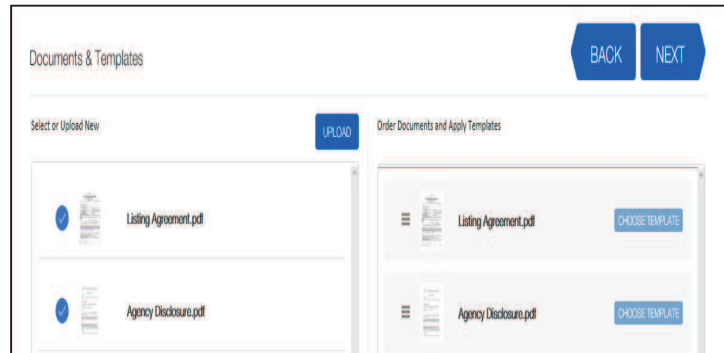 Documents & Templates
BACK
NEXT
Select or Upload New
UPLOAD
Order Documents and Apply Templates
Listing Agreement.pdf
Listing Agreement.pdf
CHOOSE TEMPLATE
Agency Disclosure.pdf
Agency Disclosure.pdf
CHOOSE TEMPLATE